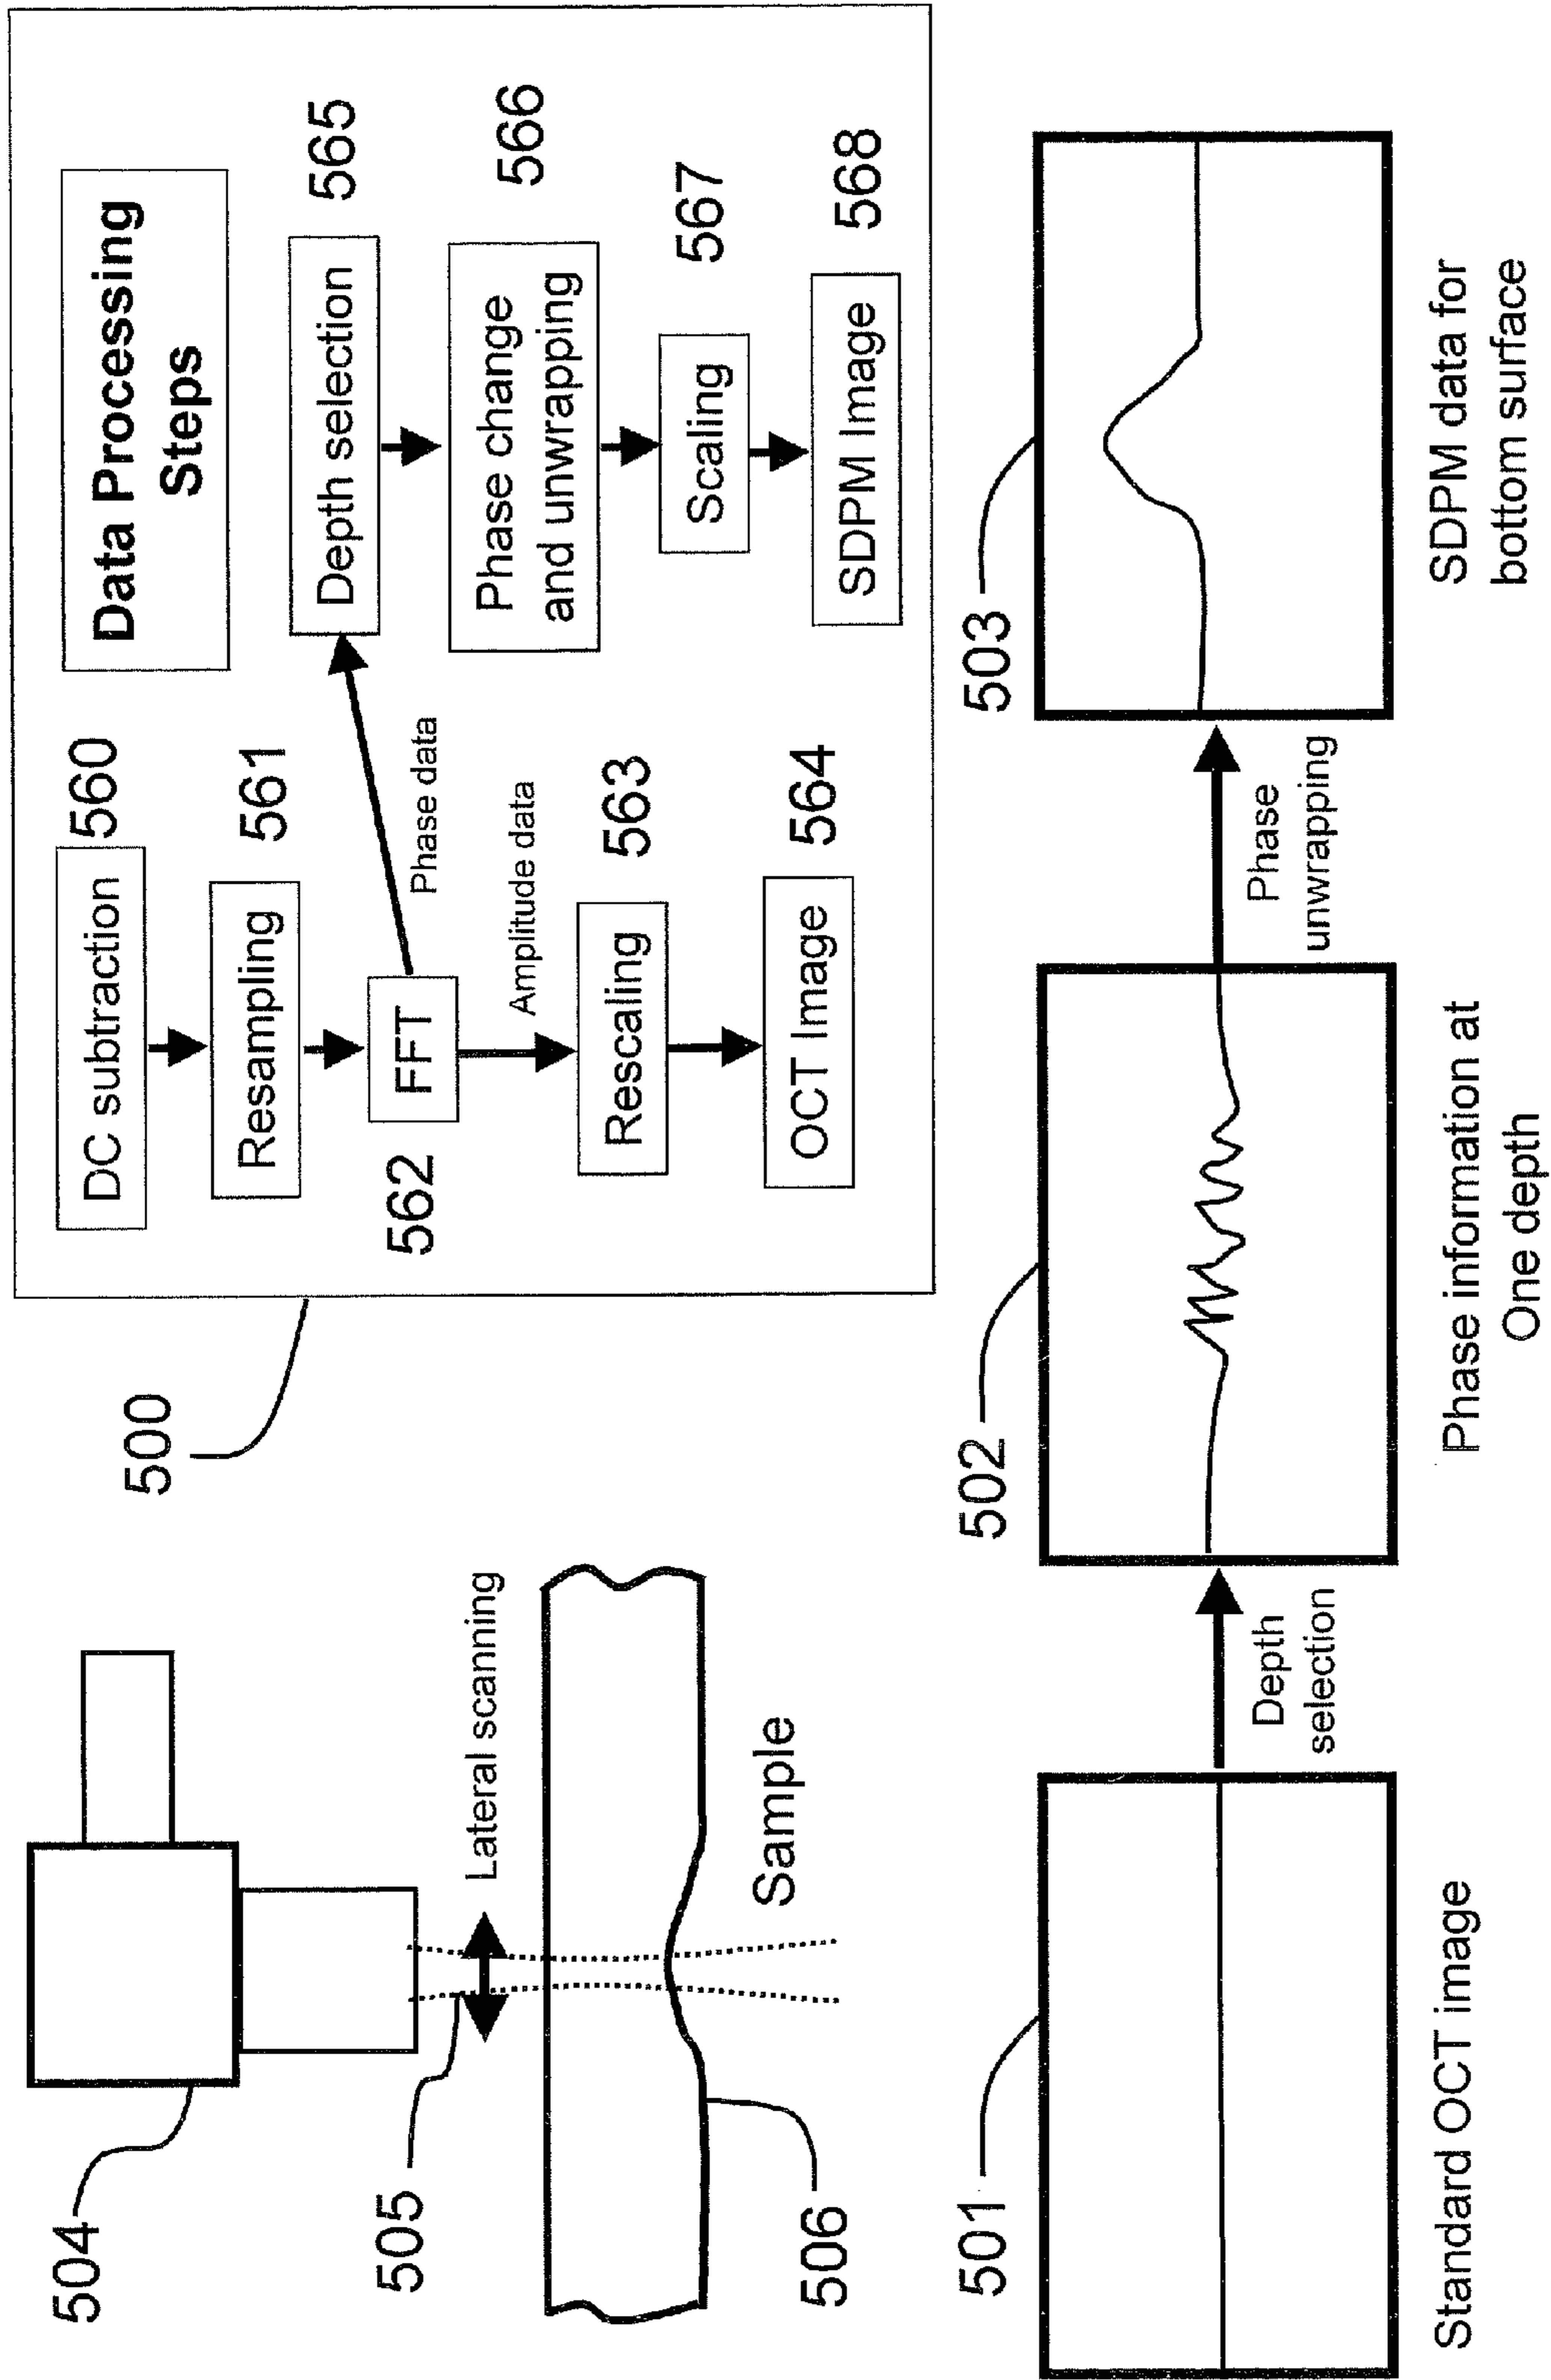 504
505
Lateral scanning
Sample
506
500
Data Processing
Steps
DC subtraction
560
Resampling
561
FFT
562
Phase data
Amplitude data
Rescaling
563
OCT Image
564
Depth selection
565
Phase change
and unwrapping
566
Scaling
567
SDPM Image
568
501
Standard OCT image
Depth
selection
502
Phase information at
One depth
Phase
unwrapping
503
SDPM data for
bottom surface